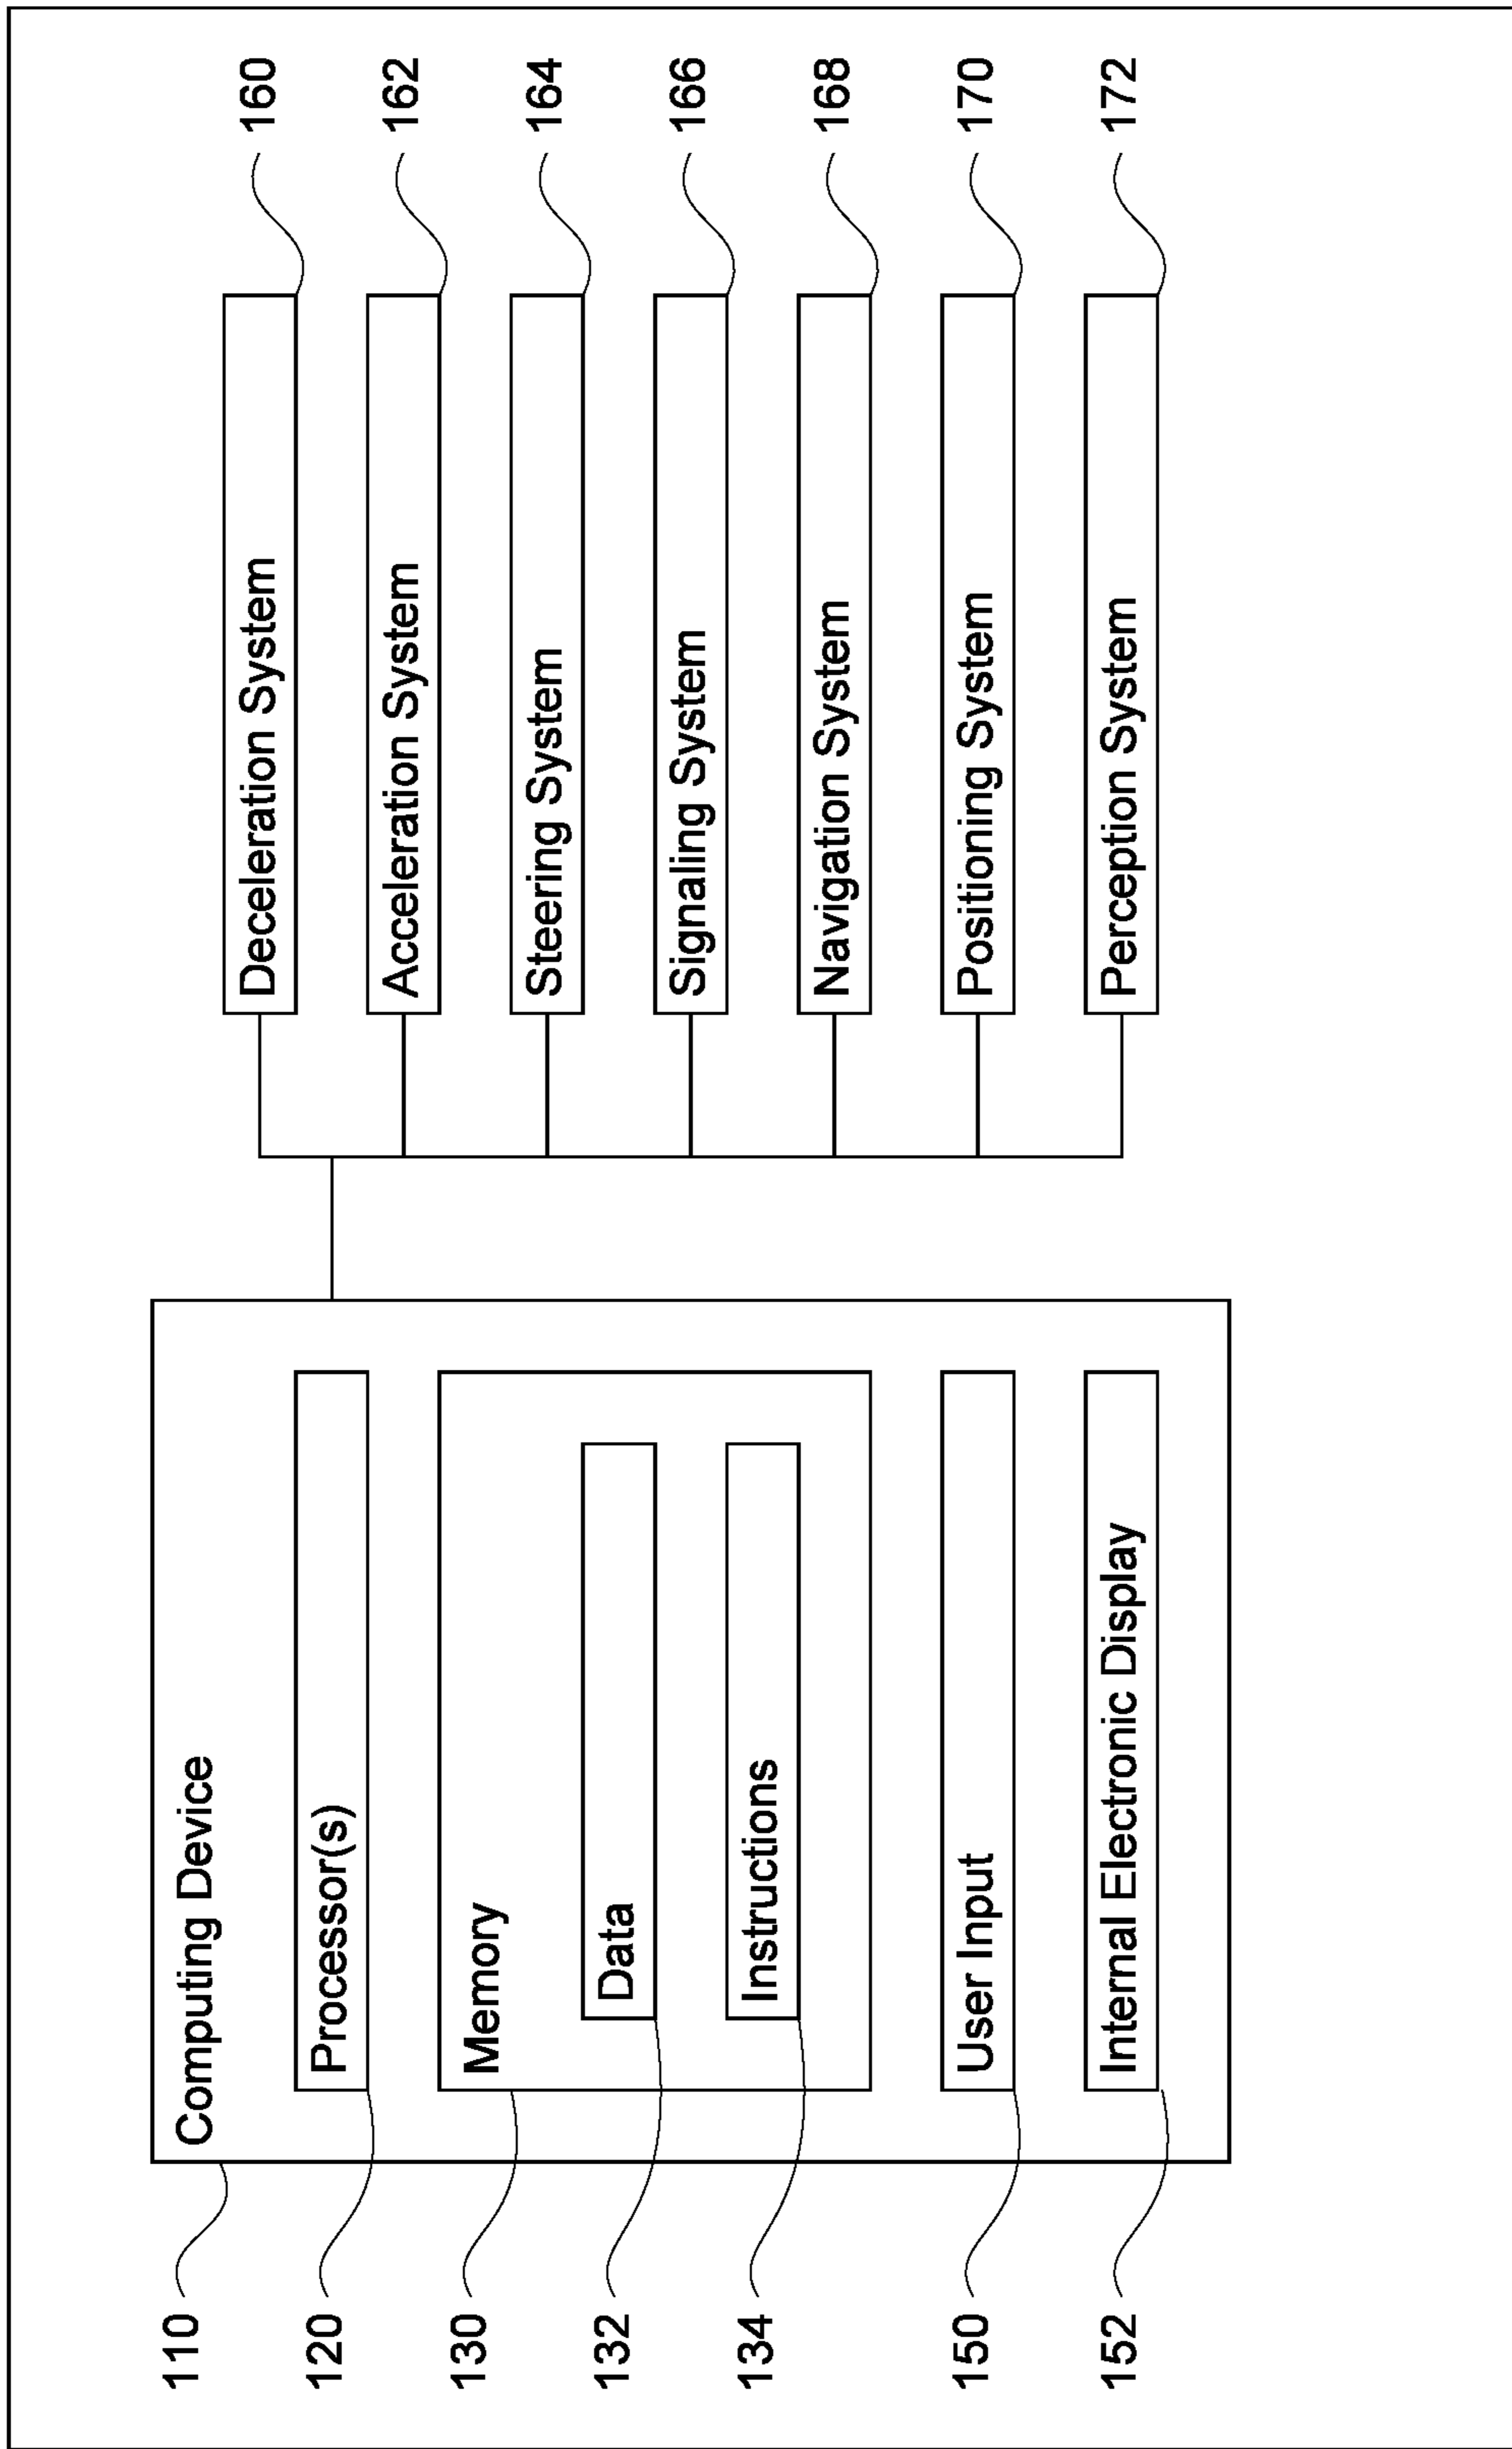 110
Computing Device
120
Processor(s)
130
Memory
132
Data
134
Instructions
150
User Input
152
Internal Electronic Display
Deceleration System
160
Acceleration System
162
Steering System
164
Signaling System
166
Navigation System
168
Positioning System
170
Perception System
172